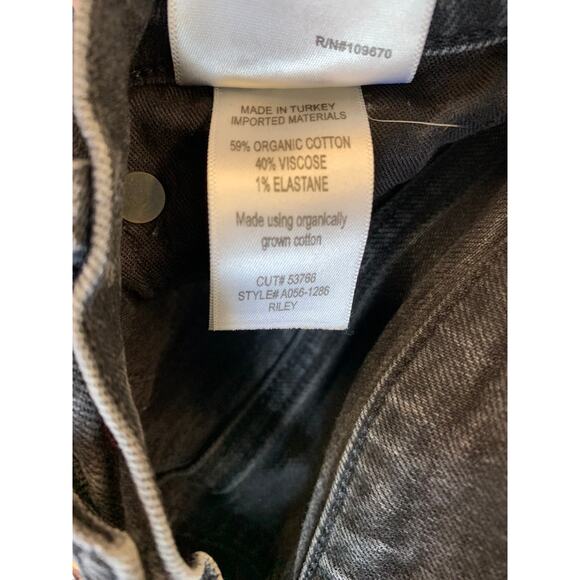 R/N#109670
MADE IN TURKEY
IMPORTED MATERIALS
59% ORGANIC COTTON
40% VISCOSE
1% ELASTANE
Made using organically
grown cotton
CUT# 53766
STYLE# A056-1286
RILEY